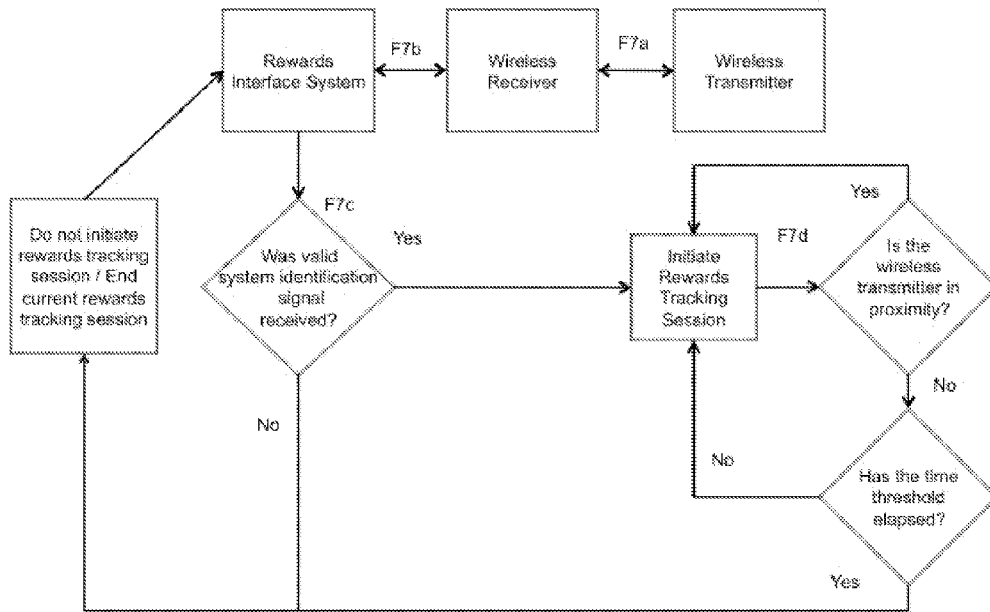 F7b
F7a
Rewards
Interface System
Wireless
Receiver
Wireless
Transmitter
Do not initiate
rewards tracking
session / End
current rewards
tracking session
F7c
Was valid
system identification
signal
received?
Yes
Initiate
Rewards
Tracking
Session
F7d
Yes
Is the
wireless
transmitter in
proximity?
No
No
No
Has the time
threshold
elapsed?
Yes